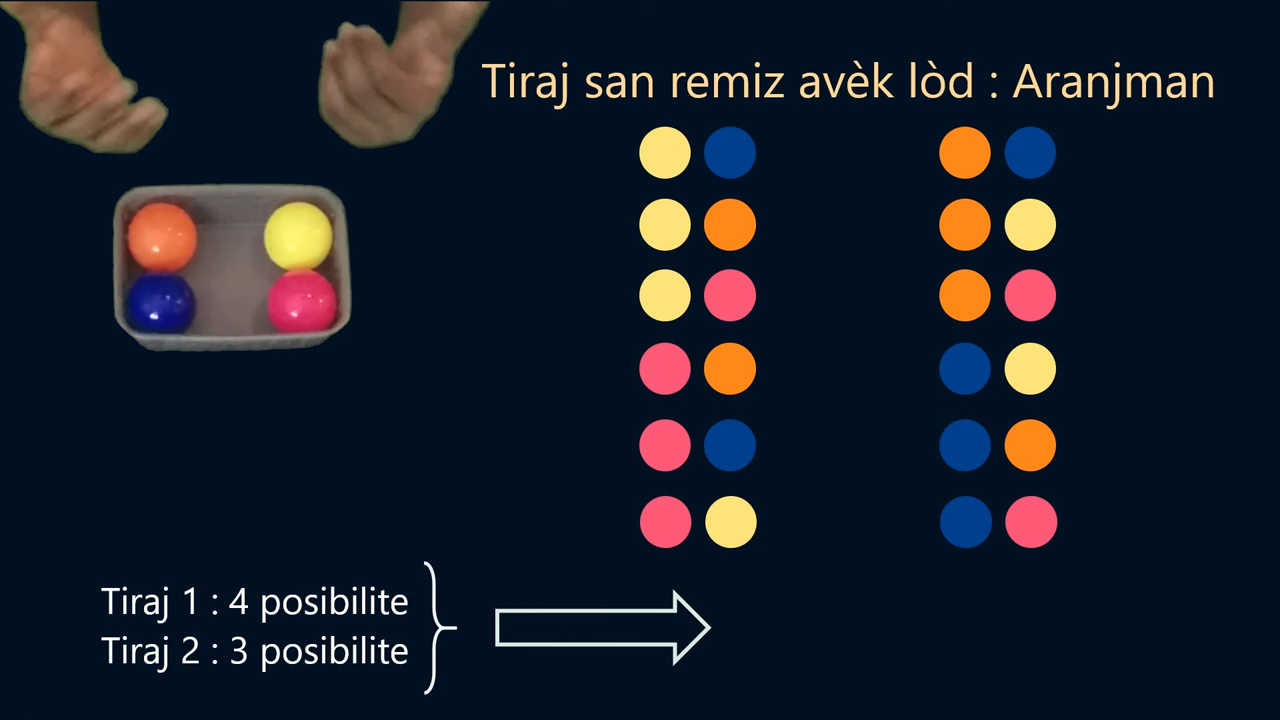 Tiraj san remiz avèk lòd : Aranjman
Tiraj 1 : 4 posibilite
Tiraj 2 : 3 posibilite